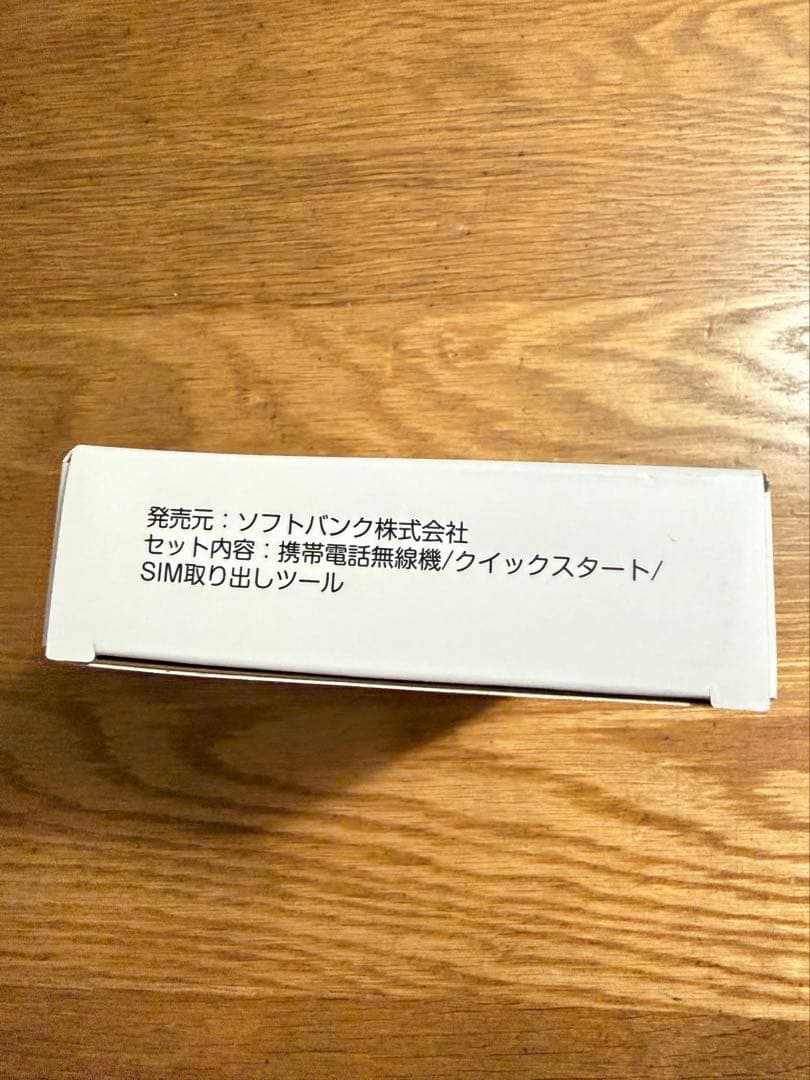 発売元：ソフトバンク株式会社
セット内容：携帯電話無線機/クイックスタート/
SIM取り出しツール